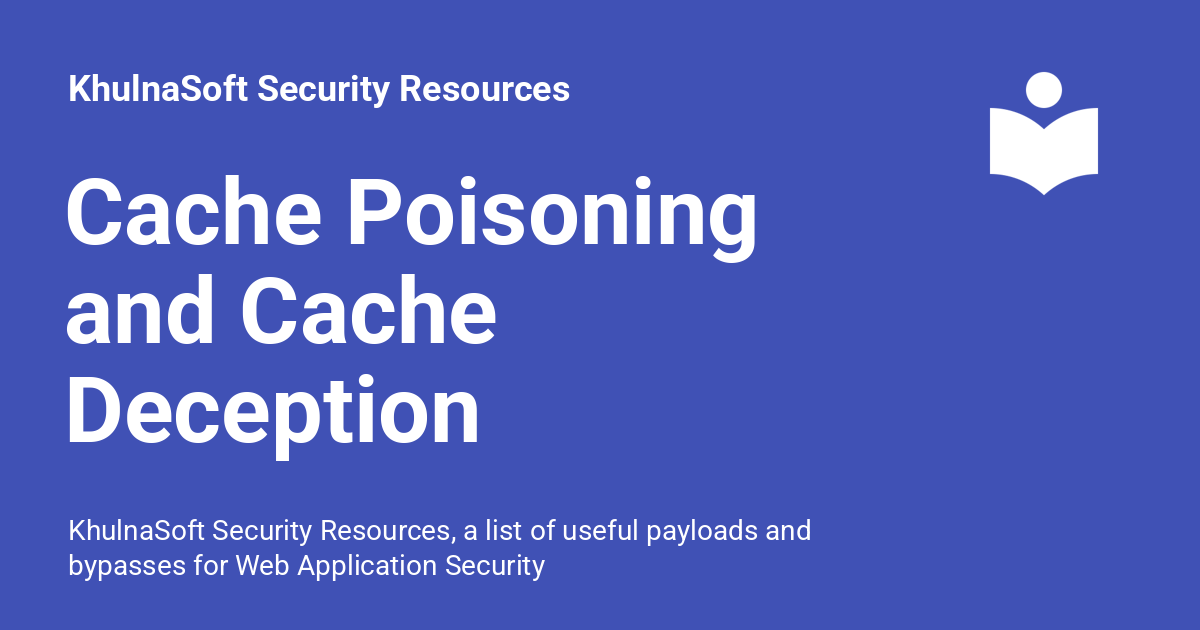 KhulnaSoft Security Resources
Cache Poisoning
and Cache
Deception
KhulnaSoft Security Resources, a list of useful payloads and
bypasses for Web Application Security